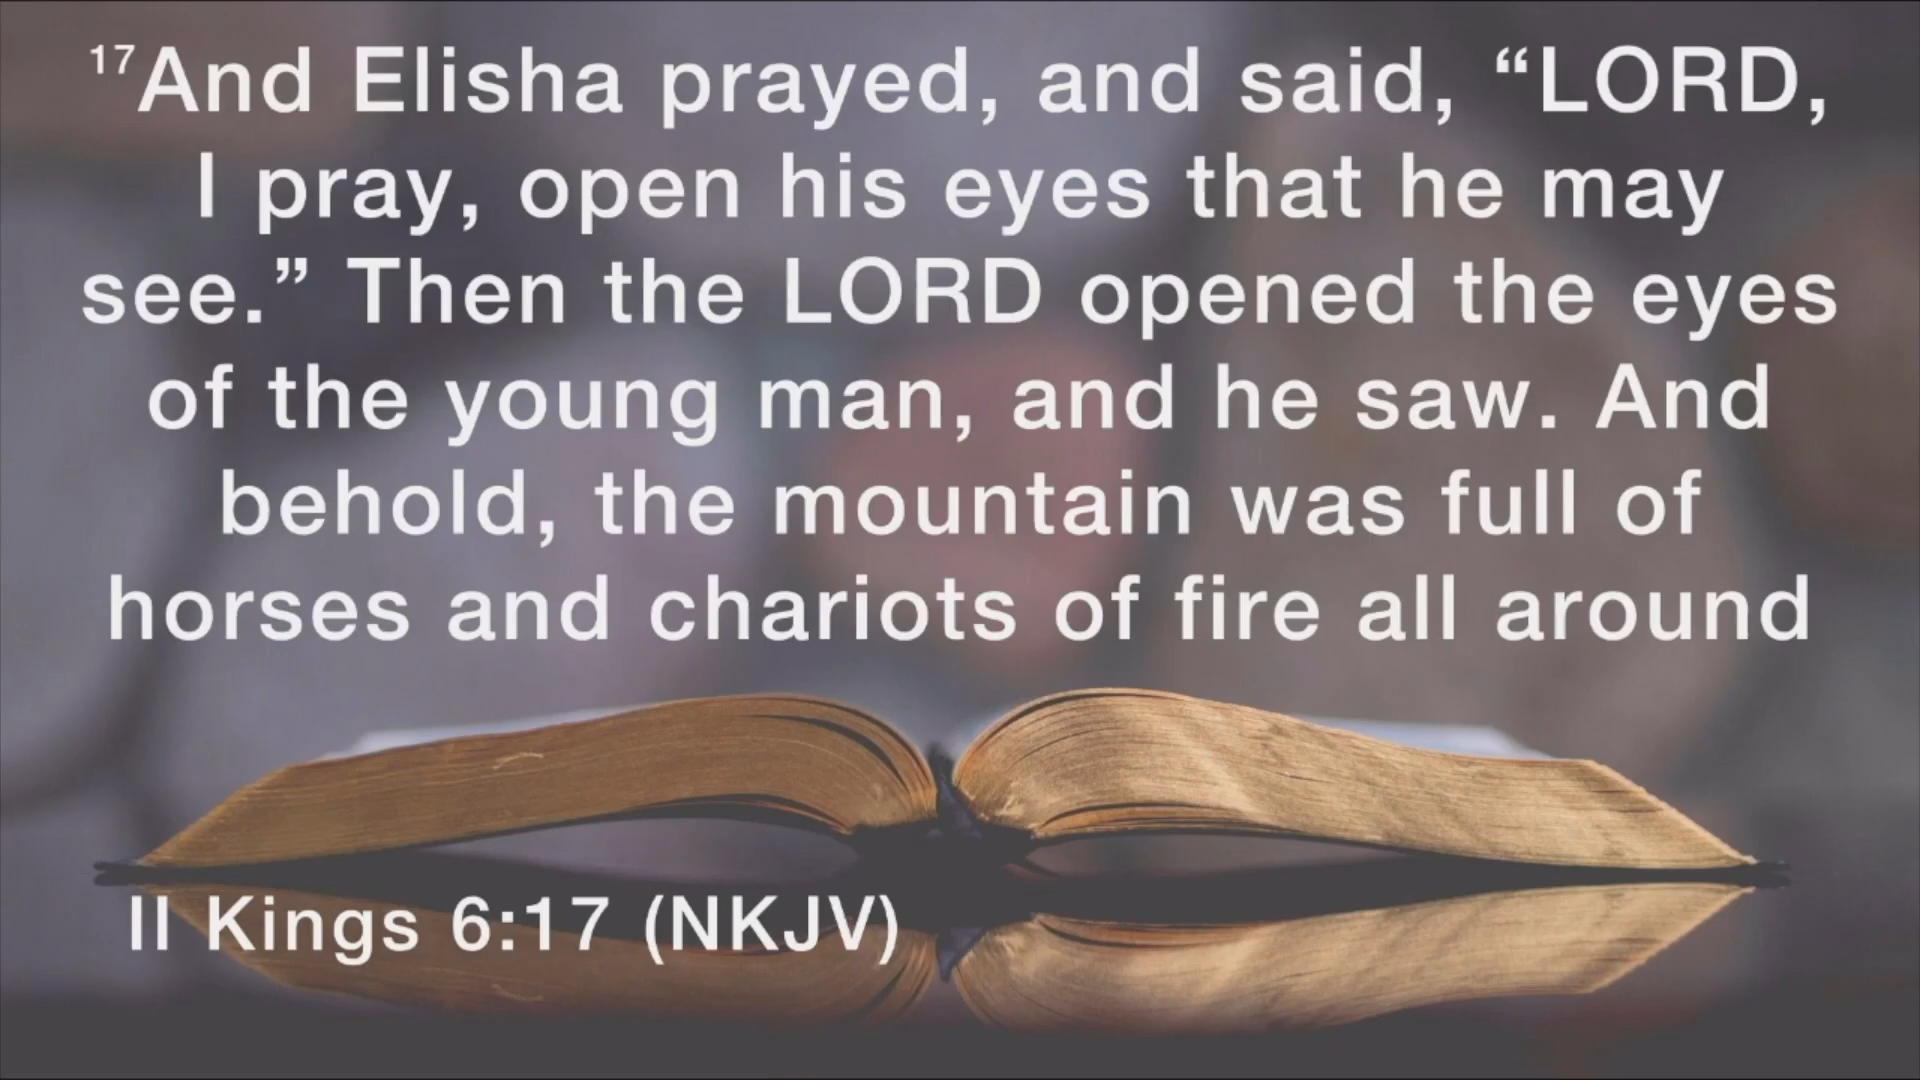 17And Elisha prayed, and said, “LORD,
I pray, open his eyes that he may
see.” Then the LORD opened the eyes
of the young man, and he saw. And
behold, the mountain was full of
horses and chariots of fire all around
II Kings 6:17 (NKJV)